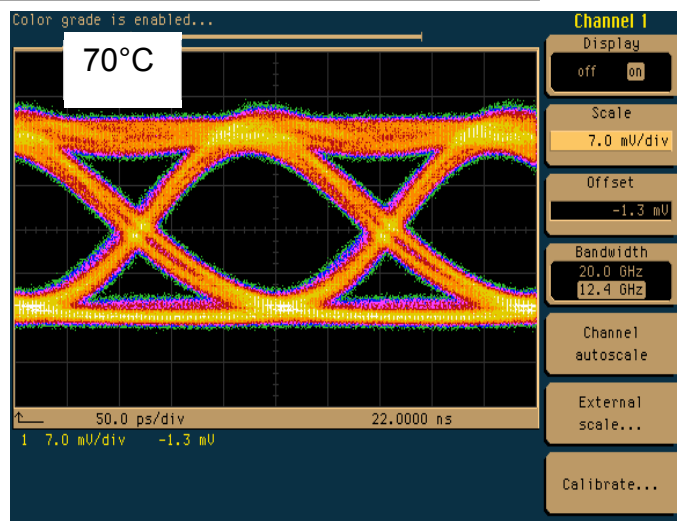 Color grade is enabled...
70°C
50.0 ps/div
22.0000 ns
1 7.0 mV/div -1.3 mV
Channel 1
Display
off on
Scale
7.0 mV/div
Offset
-1.3 mV
Bandwidth
20.0 GHz
12.4 GHz
Channel
autoscale
External
scale...
Calibrate...